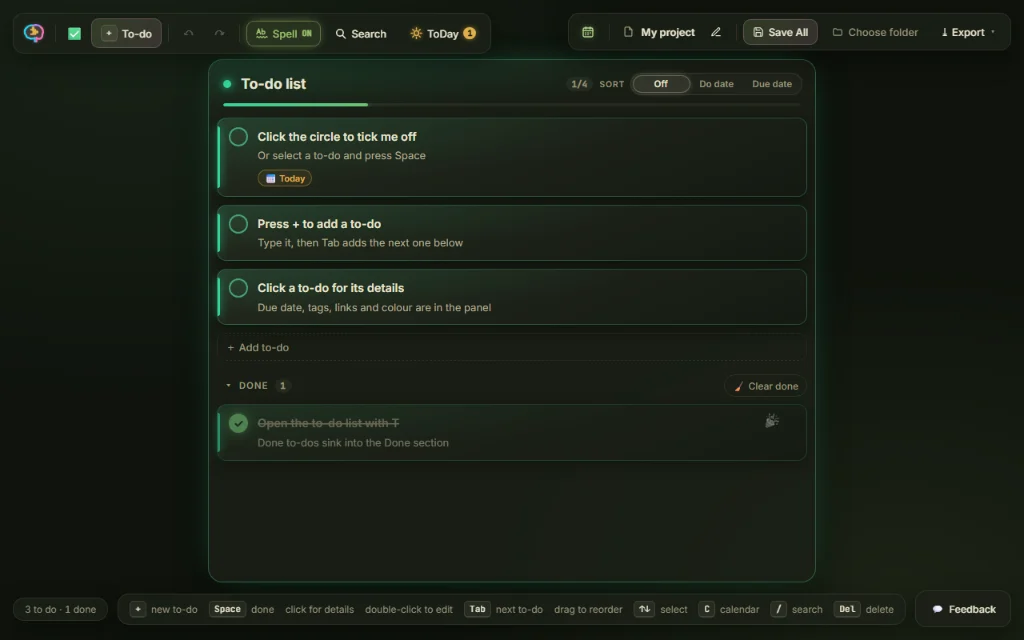 + To-do
Ab Spell ON
Search
ToDay 1
My project
Save All
Choose folder
Export
To-do list
1/4 SORT Off Do date Due date
Click the circle to tick me off
Or select a to-do and press Space
Today
Press + to add a to-do
Type it, then Tab adds the next one below
Click a to-do for its details
Due date, tags, links and colour are in the panel
+ Add to-do
DONE 1
Clear done
Open the to-do list with T
Done to-dos sink into the Done section
3 to do · 1 done
+ new to-do Space done click for details double-click to edit Tab next to-do drag to reorder ↑↓ select C calendar / search Del delete
Feedback